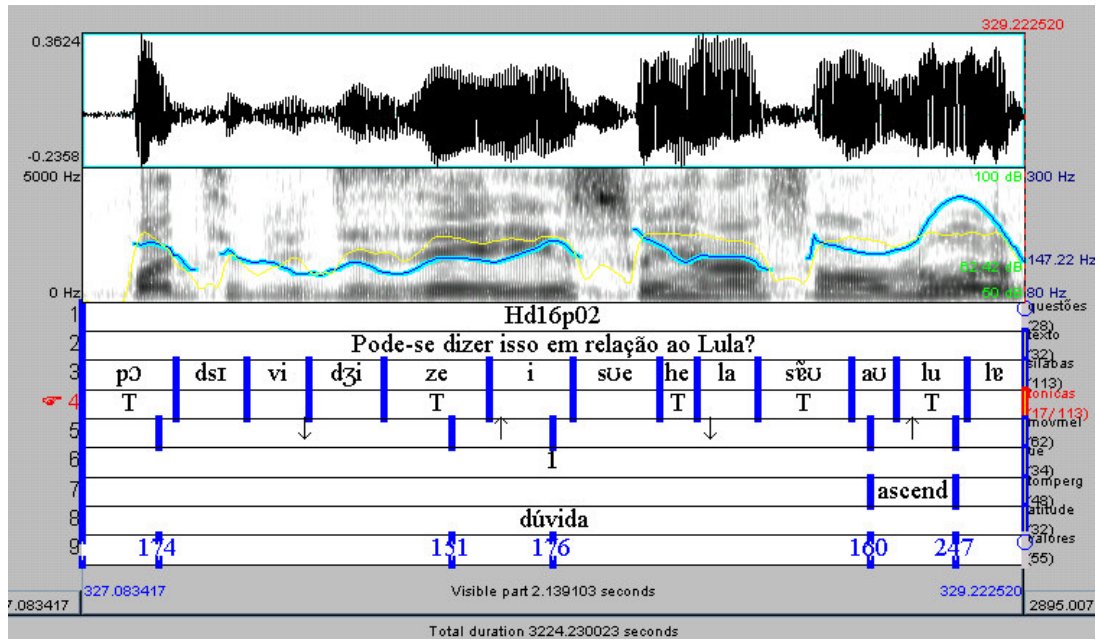 329.222520
0.3624
-0.2358
5000 Hz 100 dB 300 Hz
147.22 Hz
0 Hz 50 dB 80 Hz
1 Hd16p02 questões (28)
2 Pode-se dizer isso em relação ao Lula? texto (32)
3 pɔ dsɪ vi dʒi ze i sʊe he la sɐ̃ʊ aʊ lu lɐ silabas (113)
☞ 4 T T T T T tonicas (17/113)
5 ↓ ↑ ↓ ↑ movmel (62)
6 1 ue (34)
7 ascend tomperg (48)
8 dúvida atitude (32)
9 174 151 176 160 247 valores (55)
327.083417 Visible part 2.139103 seconds 329.222520
7.083417 2895.007
Total duration 3224.230023 seconds